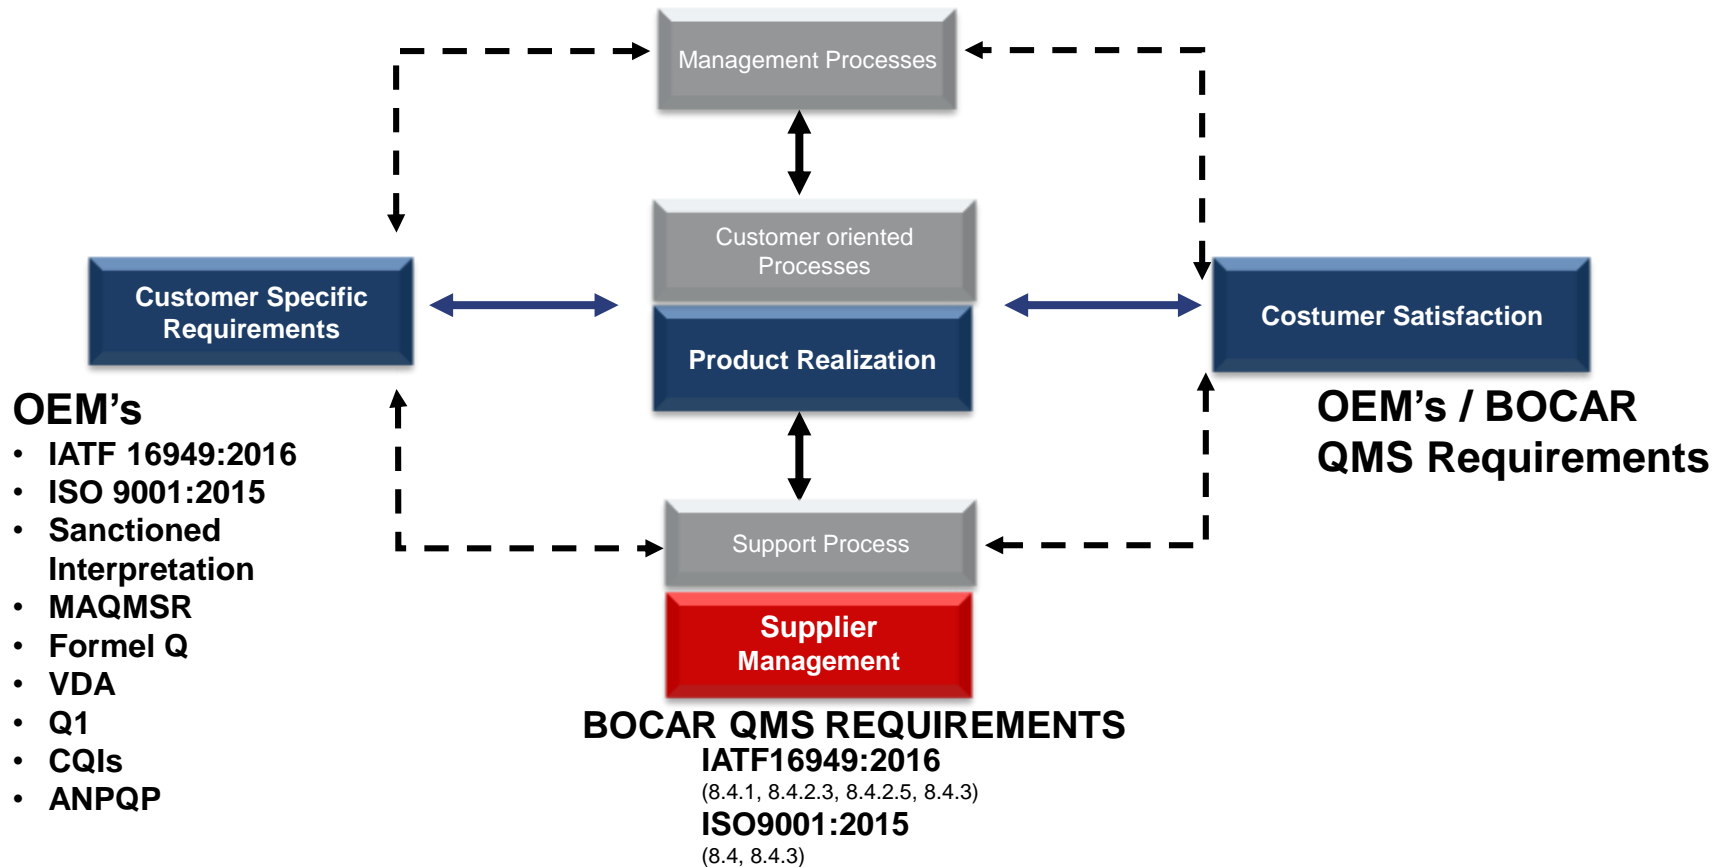 Management Processes
Customer oriented
Processes
Customer Specific
Requirements
Product Realization
Costumer Satisfaction
OEM’s
• IATF 16949:2016
• ISO 9001:2015
• Sanctioned
Interpretation
• MAQMSR
• Formel Q
• VDA
• Q1
• CQIs
• ANPQP
OEM’s / BOCAR
QMS Requirements
Support Process
Supplier
Management
BOCAR QMS REQUIREMENTS
IATF16949:2016
(8.4.1, 8.4.2.3, 8.4.2.5, 8.4.3)
ISO9001:2015
(8.4, 8.4.3)